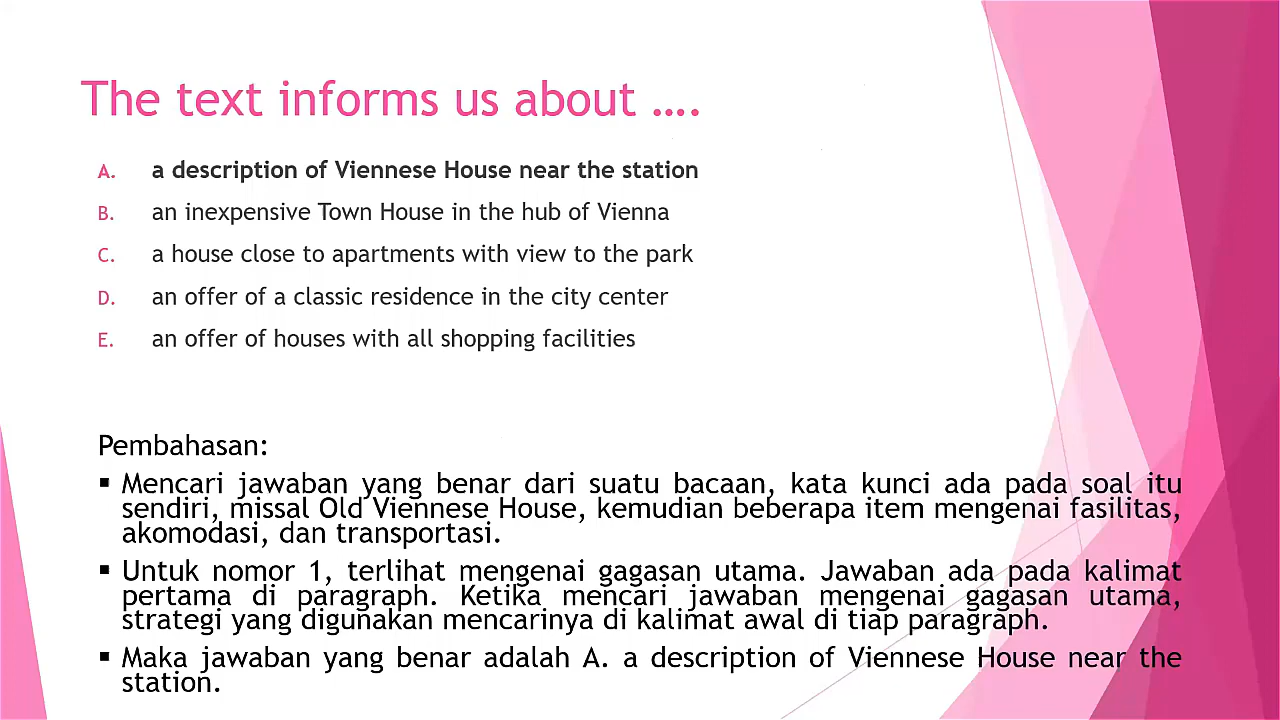 The text informs us about ....
A. a description of Viennese House near the station
B. an inexpensive Town House in the hub of Vienna
C. a house close to apartments with view to the park
D. an offer of a classic residence in the city center
E. an offer of houses with all shopping facilities
Pembahasan:
▪ Mencari jawaban yang benar dari suatu bacaan, kata kunci ada pada soal itu
sendiri, missal Old Viennese House, kemudian beberapa item mengenai fasilitas,
akomodasi, dan transportasi.
▪ Untuk nomor 1, terlihat mengenai gagasan utama. Jawaban ada pada kalimat
pertama di paragraph. Ketika mencari jawaban mengenai gagasan utama,
strategi yang digunakan mencarinya di kalimat awal di tiap paragraph.
▪ Maka jawaban yang benar adalah A. a description of Viennese House near the
station.